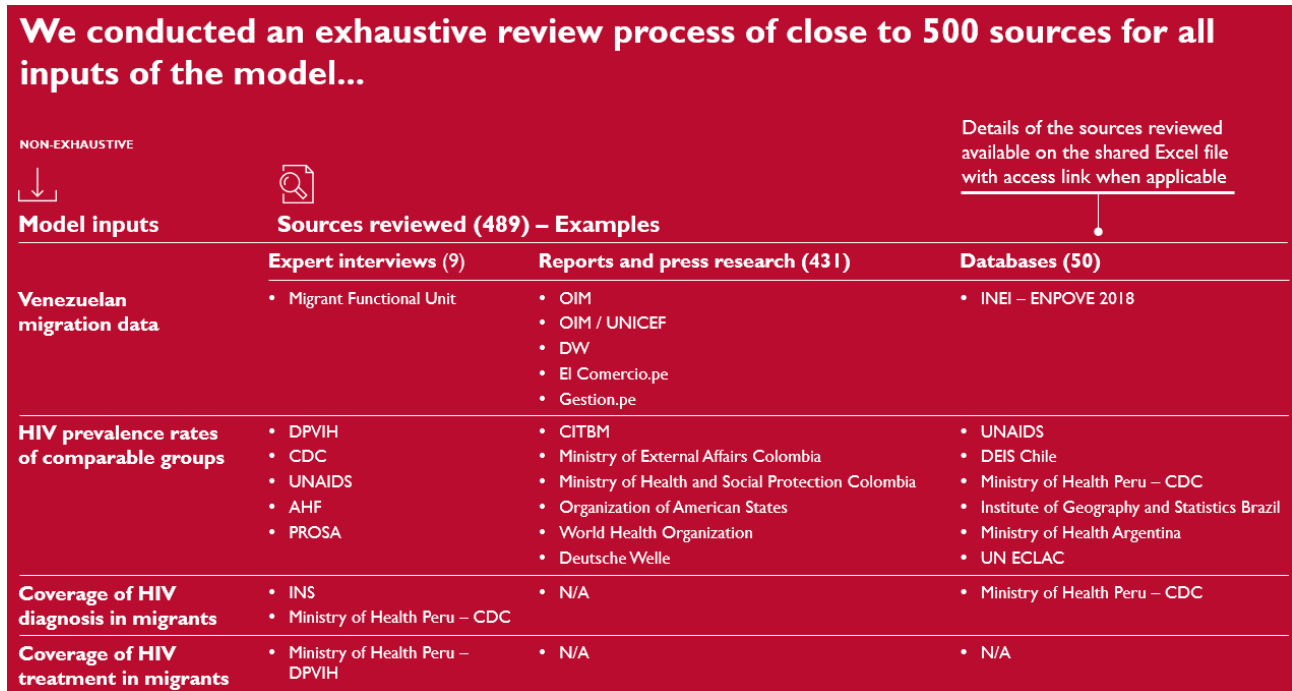 We conducted an exhaustive review process of close to 500 sources for all
inputs of the model...
NON-EXHAUSTIVE
Details of the sources reviewed
available on the shared Excel file
with access link when applicable
Model inputs
Sources reviewed (489) – Examples
Expert interviews (9)
Reports and press research (431)
Databases (50)
Venezuelan
migration data
• Migrant Functional Unit
• OIM
• OIM / UNICEF
• DW
• El Comercio.pe
• Gestion.pe
• INEI – ENPOVE 2018
HIV prevalence rates
of comparable groups
• DPVIH
• CDC
• UNAIDS
• AHF
• PROSA
• CITBM
• Ministry of External Affairs Colombia
• Ministry of Health and Social Protection Colombia
• Organization of American States
• World Health Organization
• Deutsche Welle
• UNAIDS
• DEIS Chile
• Ministry of Health Peru – CDC
• Institute of Geography and Statistics Brazil
• Ministry of Health Argentina
• UN ECLAC
Coverage of HIV
diagnosis in migrants
• INS
• Ministry of Health Peru – CDC
• N/A
• Ministry of Health Peru – CDC
Coverage of HIV
treatment in migrants
• Ministry of Health Peru –
DPVIH
• N/A
• N/A